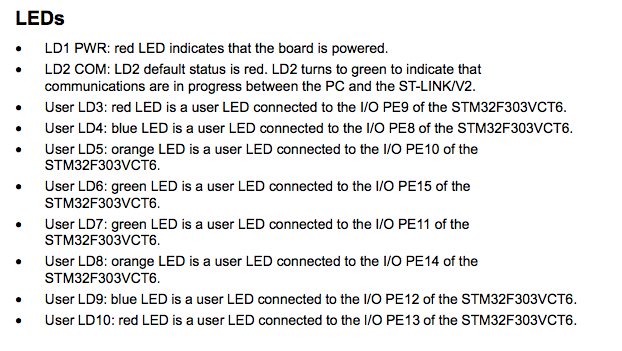 LEDs
• LD1 PWR: red LED indicates that the board is powered.
• LD2 COM: LD2 default status is red. LD2 turns to green to indicate that
communications are in progress between the PC and the ST-LINK/V2.
• User LD3: red LED is a user LED connected to the I/O PE9 of the STM32F303VCT6.
• User LD4: blue LED is a user LED connected to the I/O PE8 of the STM32F303VCT6.
• User LD5: orange LED is a user LED connected to the I/O PE10 of the
STM32F303VCT6.
• User LD6: green LED is a user LED connected to the I/O PE15 of the
STM32F303VCT6.
• User LD7: green LED is a user LED connected to the I/O PE11 of the
STM32F303VCT6.
• User LD8: orange LED is a user LED connected to the I/O PE14 of the
STM32F303VCT6.
• User LD9: blue LED is a user LED connected to the I/O PE12 of the STM32F303VCT6.
• User LD10: red LED is a user LED connected to the I/O PE13 of the STM32F303VCT6.